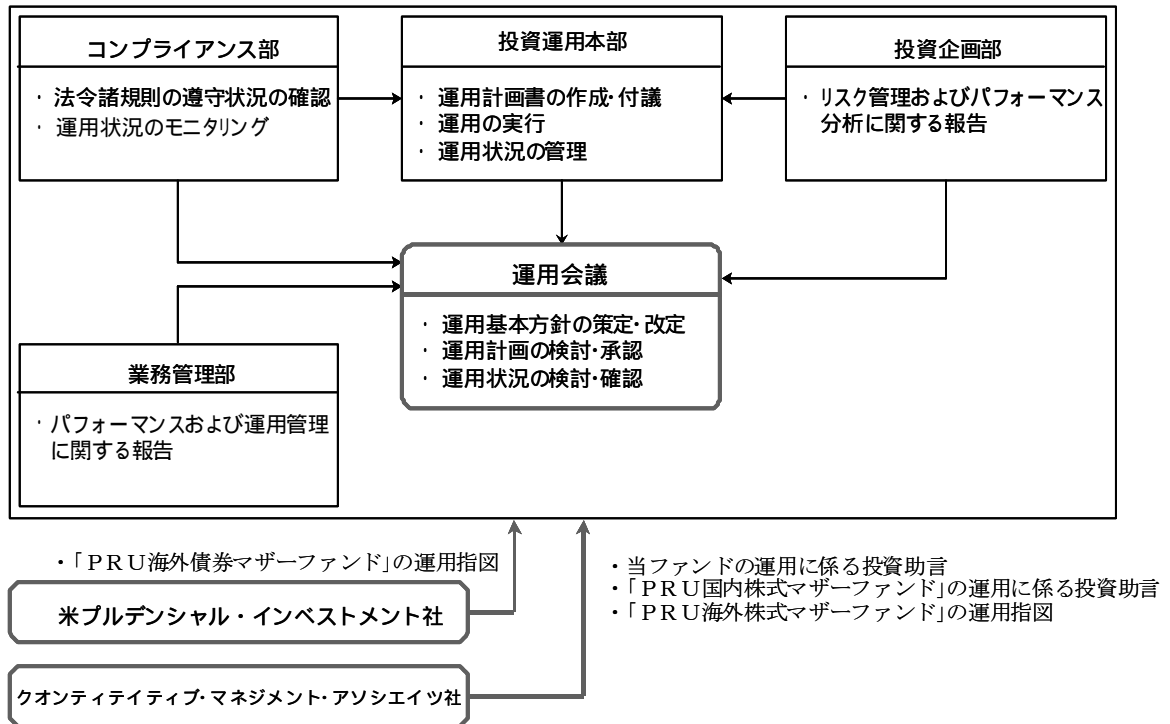 コンプライアンス部
・ 法令諸規則の遵守状況の確認
・ 運用状況のモニタリング
投資運用本部
・ 運用計画書の作成・付議
・ 運用の実行
・ 運用状況の管理
投資企画部
・ リスク管理およびパフォーマンス
分析に関する報告
運用会議
・ 運用基本方針の策定・改定
・ 運用計画の検討・承認
・ 運用状況の検討・確認
業務管理部
・パフォーマンスおよび運用管理
に関する報告
・「ＰＲＵ海外債券マザーファンド」の運用指図
米プルデンシャル・インベストメント社
・当ファンドの運用に係る投資助言
・「ＰＲＵ国内株式マザーファンド」の運用に係る投資助言
・「ＰＲＵ海外株式マザーファンド」の運用指図
クオンティテイティブ・マネジメント・アソシエイツ社